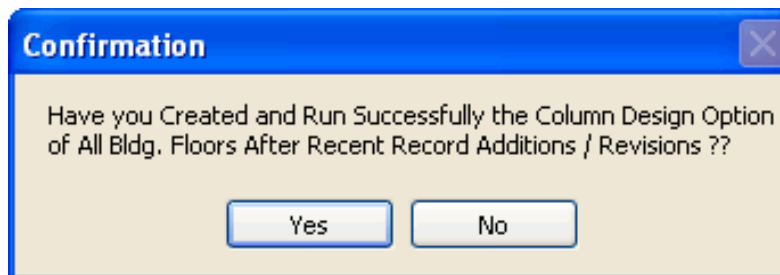 Confirmation
Have you Created and Run Successfully the Column Design Option
of All Bldg. Floors After Recent Record Additions / Revisions ??
Yes
No